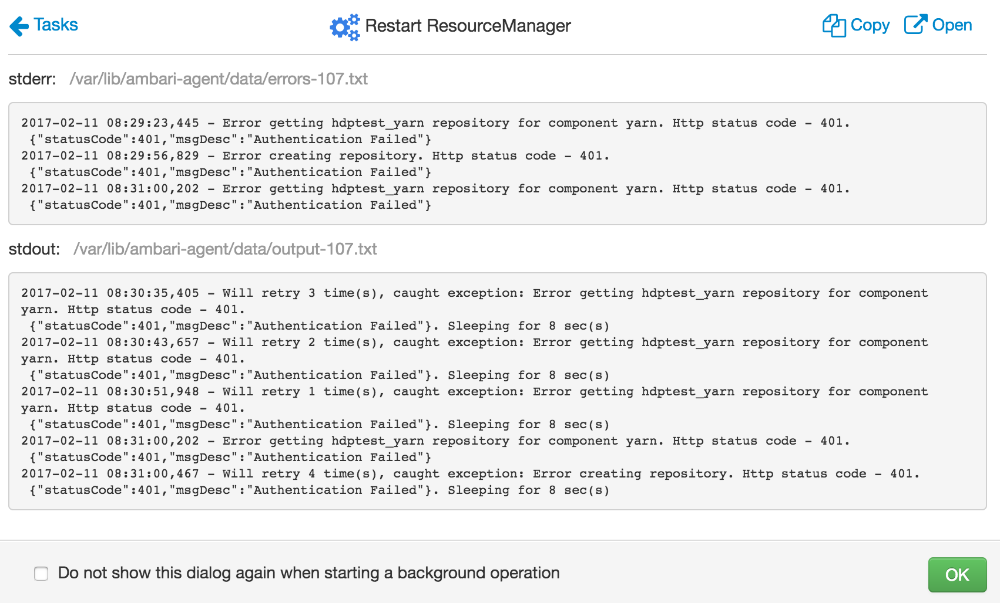 Tasks
Restart ResourceManager
Copy
Open
stderr: /var/lib/ambari-agent/data/errors-107.txt
2017-02-11 08:29:23,445 - Error getting hdptest_yarn repository for component yarn. Http status code - 401.
{"statusCode":401,"msgDesc":"Authentication Failed"}
2017-02-11 08:29:56,829 - Error creating repository. Http status code - 401.
{"statusCode":401,"msgDesc":"Authentication Failed"}
2017-02-11 08:31:00,202 - Error getting hdptest_yarn repository for component yarn. Http status code - 401.
{"statusCode":401,"msgDesc":"Authentication Failed"}
stdout: /var/lib/ambari-agent/data/output-107.txt
2017-02-11 08:30:35,405 - Will retry 3 time(s), caught exception: Error getting hdptest_yarn repository for component
yarn. Http status code - 401.
{"statusCode":401,"msgDesc":"Authentication Failed"}. Sleeping for 8 sec(s)
2017-02-11 08:30:43,657 - Will retry 2 time(s), caught exception: Error getting hdptest_yarn repository for component
yarn. Http status code - 401.
{"statusCode":401,"msgDesc":"Authentication Failed"}. Sleeping for 8 sec(s)
2017-02-11 08:30:51,948 - Will retry 1 time(s), caught exception: Error getting hdptest_yarn repository for component
yarn. Http status code - 401.
{"statusCode":401,"msgDesc":"Authentication Failed"}. Sleeping for 8 sec(s)
2017-02-11 08:31:00,202 - Error getting hdptest_yarn repository for component yarn. Http status code - 401.
{"statusCode":401,"msgDesc":"Authentication Failed"}
2017-02-11 08:31:00,467 - Will retry 4 time(s), caught exception: Error creating repository. Http status code - 401.
{"statusCode":401,"msgDesc":"Authentication Failed"}. Sleeping for 8 sec(s)
Do not show this dialog again when starting a background operation
OK